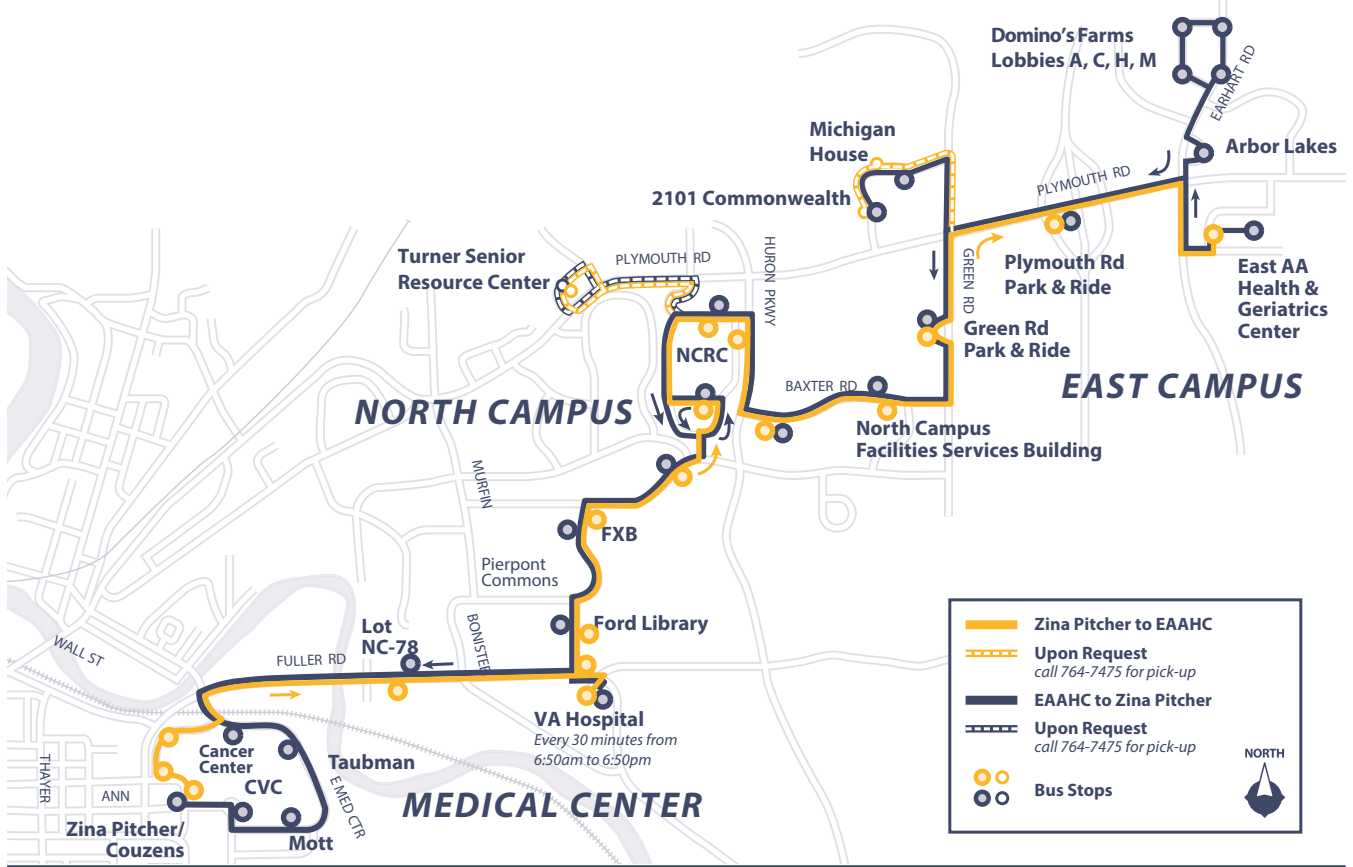 Domino's Farms
Lobbies A, C, H, M
EARHART RD
Michigan
House
Arbor Lakes
PLYMOUTH RD
2101 Commonwealth
Turner Senior
Resource Center
PLYMOUTH RD
HURON PKWY
GREEN RD
Plymouth Rd
Park & Ride
East AA
Health &
Geriatrics
Center
Green Rd
Park & Ride
NCRC
BAXTER RD
EAST CAMPUS
NORTH CAMPUS
North Campus
Facilities Services Building
MURFIN
FXB
Pierpont
Commons
Ford Library
BONISTEEL
Lot
NC-78
WALL ST
FULLER RD
VA Hospital
Every 30 minutes from
6:50am to 6:50pm
Cancer
Center
Taubman
THAYER
CVC
ANN
E MED CTR
MEDICAL CENTER
Zina Pitcher/
Couzens
Mott
Zina Pitcher to EAAHC
Upon Request
call 764-7475 for pick-up
EAAHC to Zina Pitcher
Upon Request
call 764-7475 for pick-up
Bus Stops
NORTH